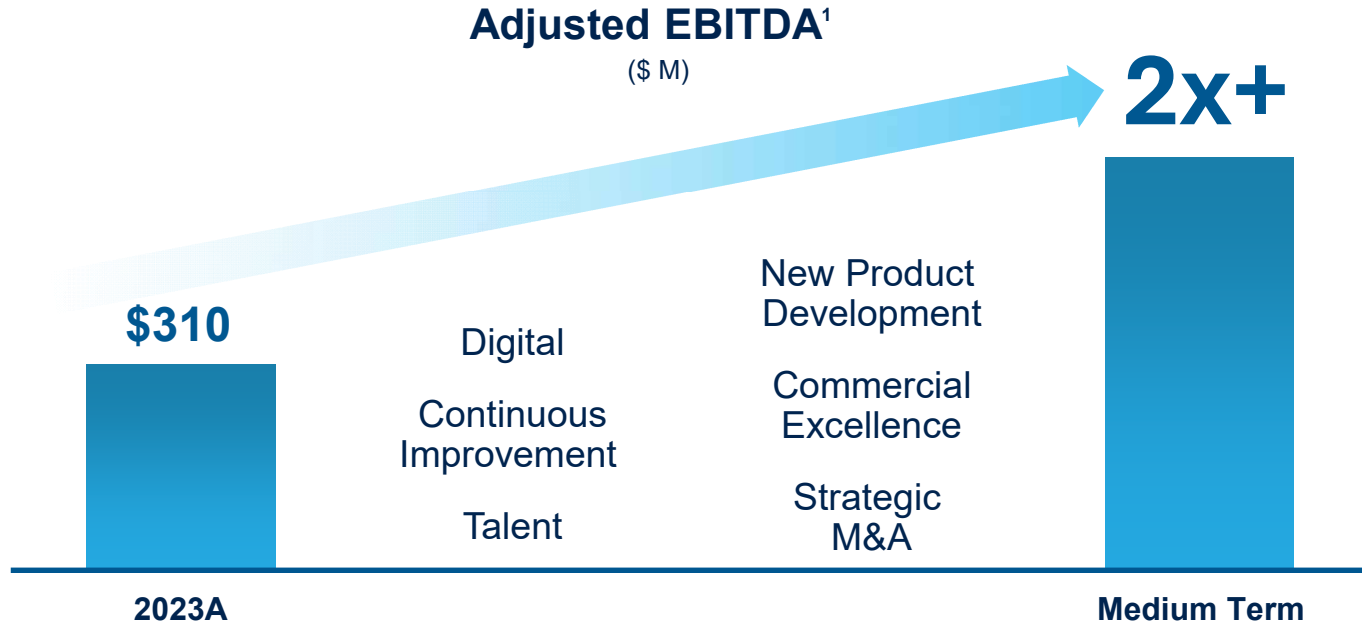 Adjusted EBITDA¹
($ M)
2x+
$310
Digital
Continuous
Improvement
Talent
New Product
Development
Commercial
Excellence
Strategic
M&A
2023A
Medium Term